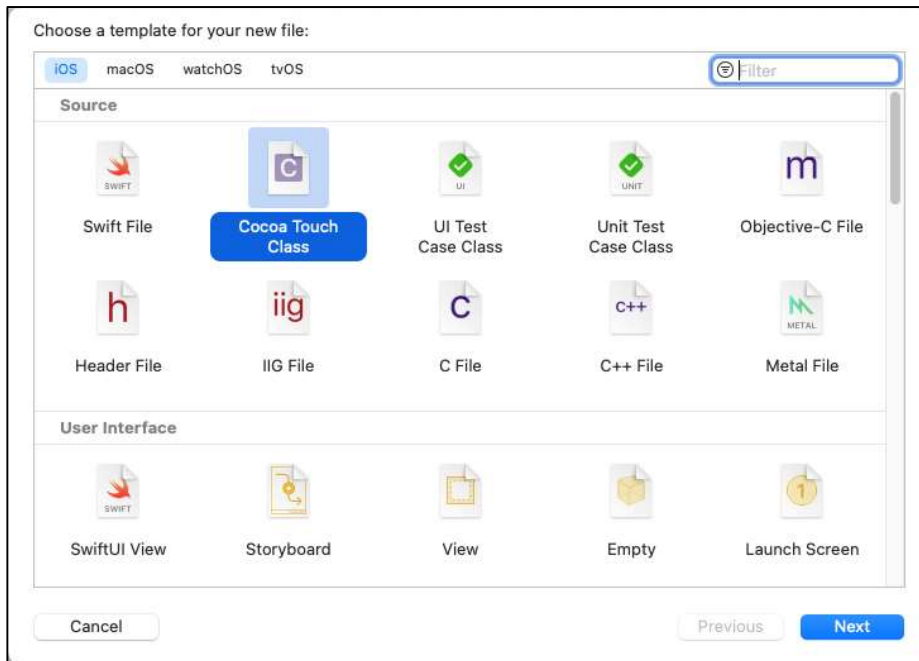 Choose a template for your new file:
iOS macOS watchOS tvOS Filter
Source
SWIFT UI UNIT m
C
Swift File Cocoa Touch Class UI Test Case Class Unit Test Case Class Objective-C File
h iig C C++ METAL
Header File IIG File C File C++ File Metal File
User Interface
SWIFT 1
SwiftUI View Storyboard View Empty Launch Screen
Cancel Previous Next